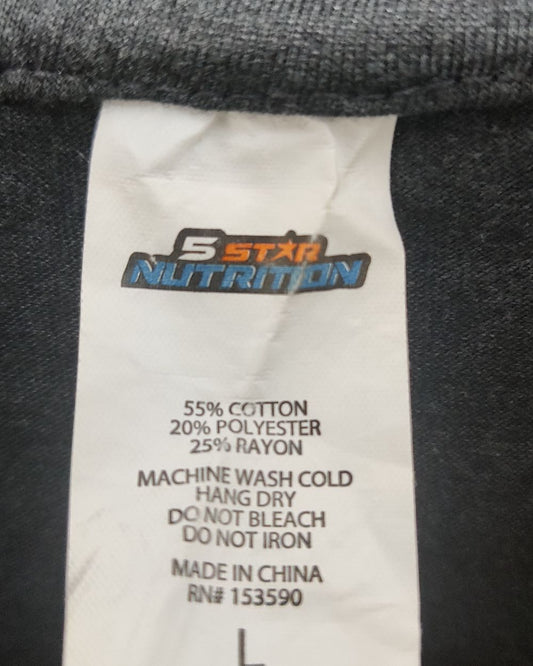 5 STAR
NUTRITION
55% COTTON
20% POLYESTER
25% RAYON
MACHINE WASH COLD
HANG DRY
DO NOT BLEACH
DO NOT IRON
MADE IN CHINA
RN# 153590
L